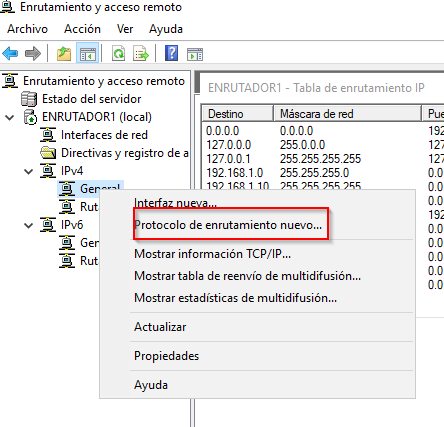 Enrutamiento y acceso remoto
Archivo Acción Ver Ayuda
Enrutamiento y acceso remoto
Estado del servidor
ENRUTADOR1 (local)
Interfaces de red
Directivas y registro de a
IPv4
General
Rut
IPv6
Ge
Rut
ENRUTADOR1 - Tabla de enrutamiento IP
Destino Máscara de red Pue
0.0.0.0 0.0.0.0 192
127.0.0.0 255.0.0.0 127
127.0.0.1 255.255.255.255 127
192.168.1.0 255.255.255.0 0.0
192.168.1.10 255.255.255.255 0.0
Interfaz nueva...
Protocolo de enrutamiento nuevo...
Mostrar información TCP/IP...
Mostrar tabla de reenvío de multidifusión...
Mostrar estadísticas de multidifusión...
Actualizar
Propiedades
Ayuda